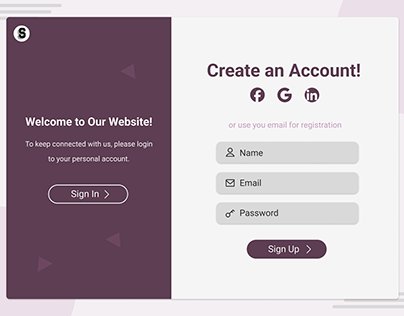 S
Welcome to Our Website!
To keep connected with us, please login
to your personal account.
Sign In
Create an Account!
or use you email for registration
Name
Email
Password
Sign Up